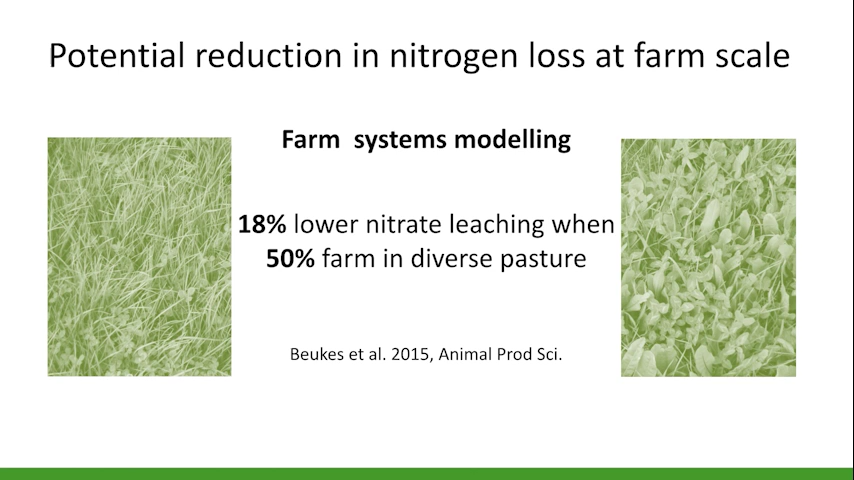 Potential reduction in nitrogen loss at farm scale
Farm  systems modelling
18% lower nitrate leaching when
50% farm in diverse pasture
Beukes et al. 2015, Animal Prod Sci.